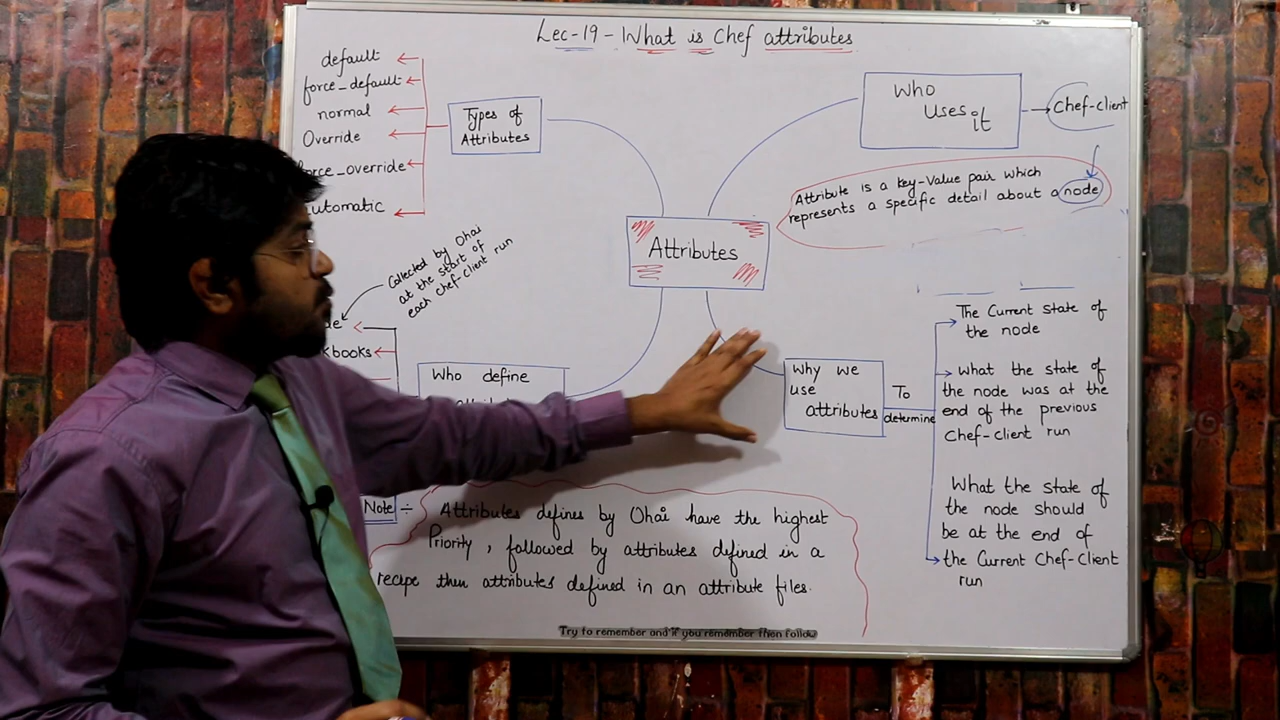 Lec-19 - What is Chef attributes
default
force_default
normal
Override
automatic
Types of
Attributes
Who
Uses it
Chef-client
Attribute is a Key-Value pair which
represents a specific detail about a node
Attributes
Collected by Ohai
at the start of
each chef-client run
Who define
Why we
use
attributes
To
determine
The Current state of
the node
What the state of
the node was at the
end of the previous
Chef-client run
What the state of
the node should
be at the end of
the Current Chef-client
run
Note ÷ Attributes defines by Ohai have the highest
Priority, followed by attributes defined in a
recipe then attributes defined in an attribute files.
Try to remember and if you remember then follow